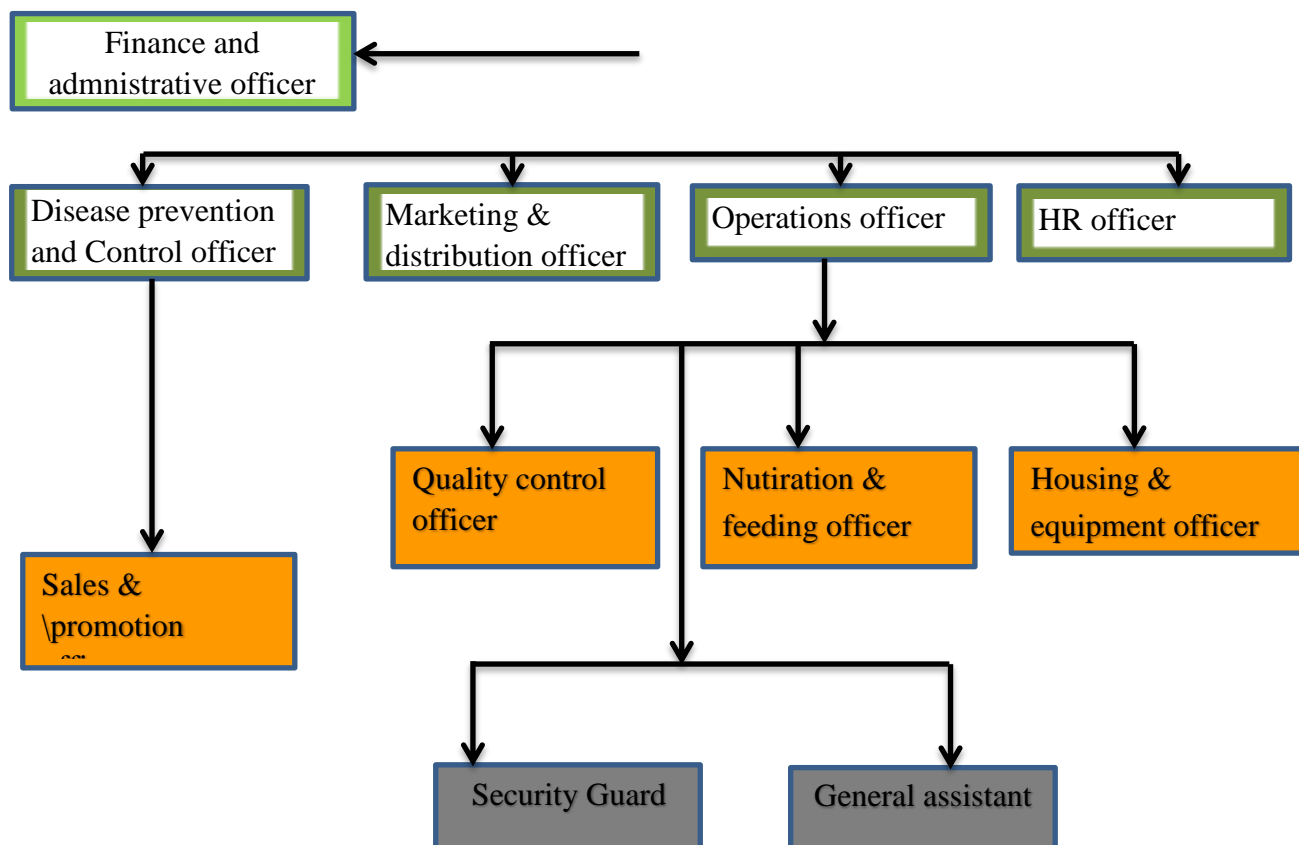 Finance and
admnistrative officer
Disease prevention
and Control officer
Marketing &
distribution officer
Operations officer
HR officer
Quality control
officer
Nutiration &
feeding officer
Housing &
equipment officer
Sales &
\promotion
Security Guard
General assistant